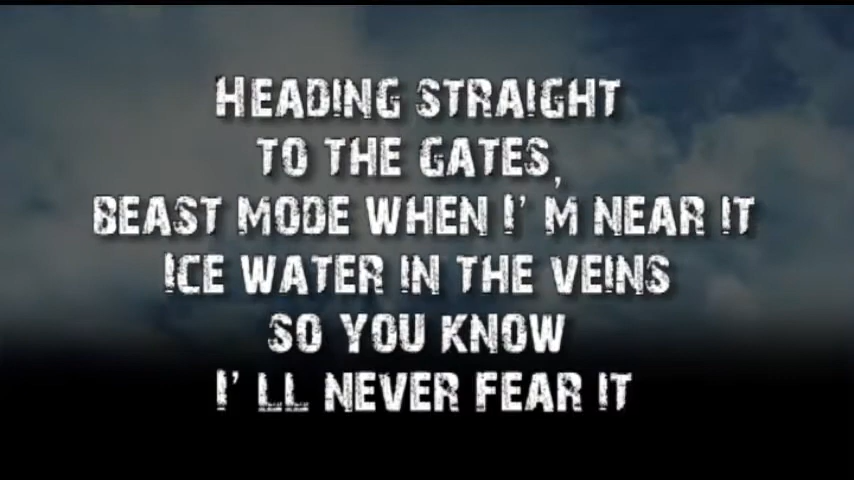 HEADING STRAIGHT
TO THE GATES,
BEAST MODE WHEN I'M NEAR IT
ICE WATER IN THE VEINS
SO YOU KNOW
I'LL NEVER FEAR IT